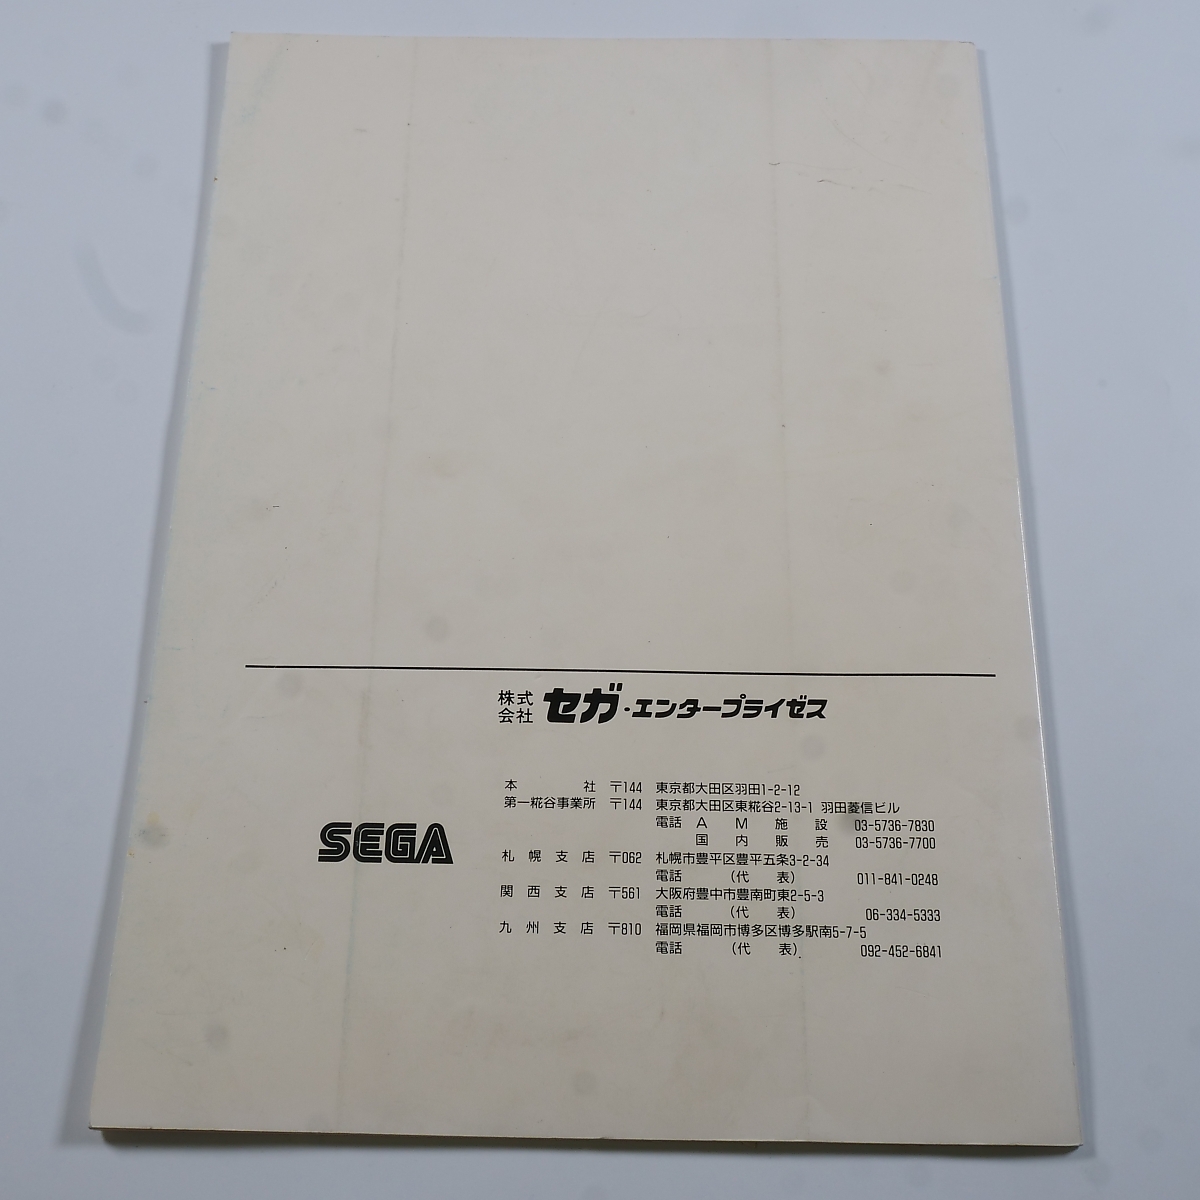 株式会社 セガ・エンタープライゼス
SEGA
本社 〒144 東京都大田区羽田1-2-12
第一糀谷事業所 〒144 東京都大田区東糀谷2-13-1 羽田菱信ビル
電話 AM施設 03-5736-7830
国内販売 03-5736-7700
札幌支店 〒062 札幌市豊平区豊平五条3-2-34
電話 (代表) 011-841-0248
関西支店 〒561 大阪府豊中市豊南町東2-5-3
電話 (代表) 06-334-5333
九州支店 〒810 福岡県福岡市博多区博多駅南5-7-5
電話 (代表) 092-452-6841